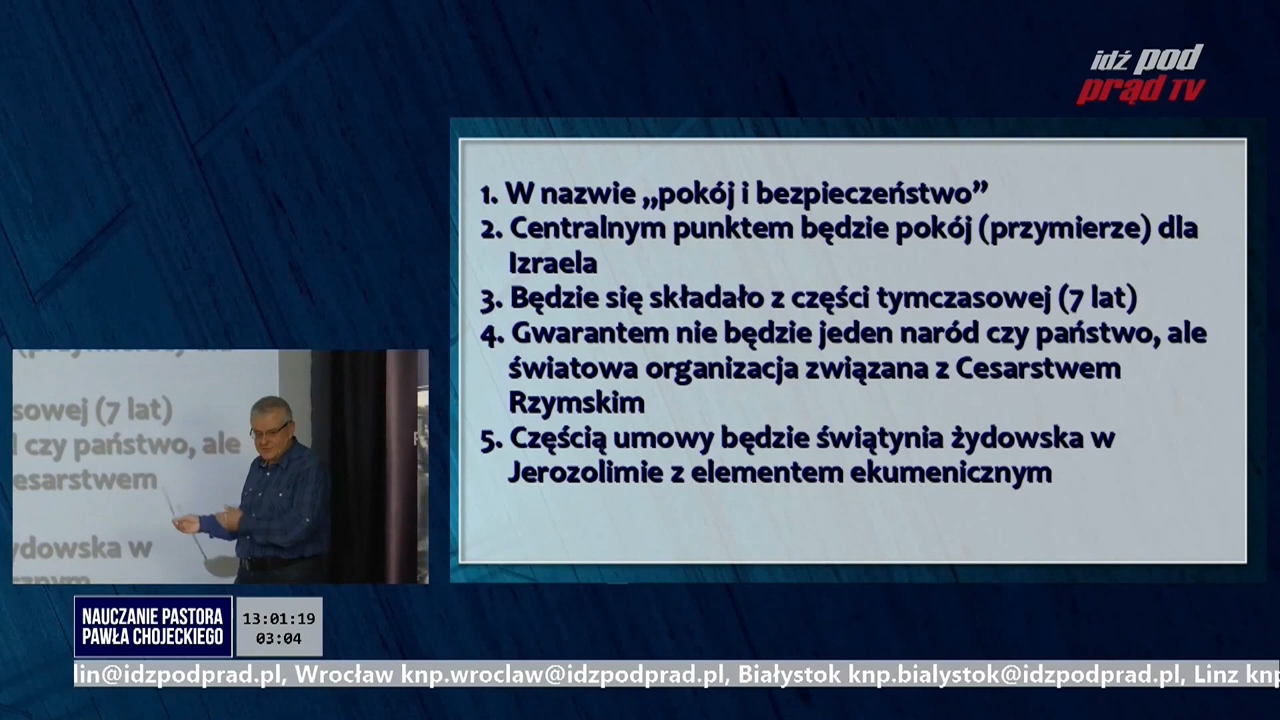 idź pod
prąd TV
1. W nazwie „pokój i bezpieczeństwo”
2. Centralnym punktem będzie pokój (przymierze) dla
Izraela
3. Będzie się składało z części tymczasowej (7 lat)
4. Gwarantem nie będzie jeden naród czy państwo, ale
światowa organizacja związana z Cesarstwem
Rzymskim
5. Częścią umowy będzie świątynia żydowska w
Jerozolimie z elementem ekumenicznym
sowej (7 lat)
czy państwo, ale
esarstwem
ydowska w
NAUCZANIE PASTORA
PAWŁA CHOJECKIEGO
13:01:19
03:04
lin@idzpodprad.pl, Wrocław knp.wroclaw@idzpodprad.pl, Białystok knp.bialystok@idzpodprad.pl, Linz knp